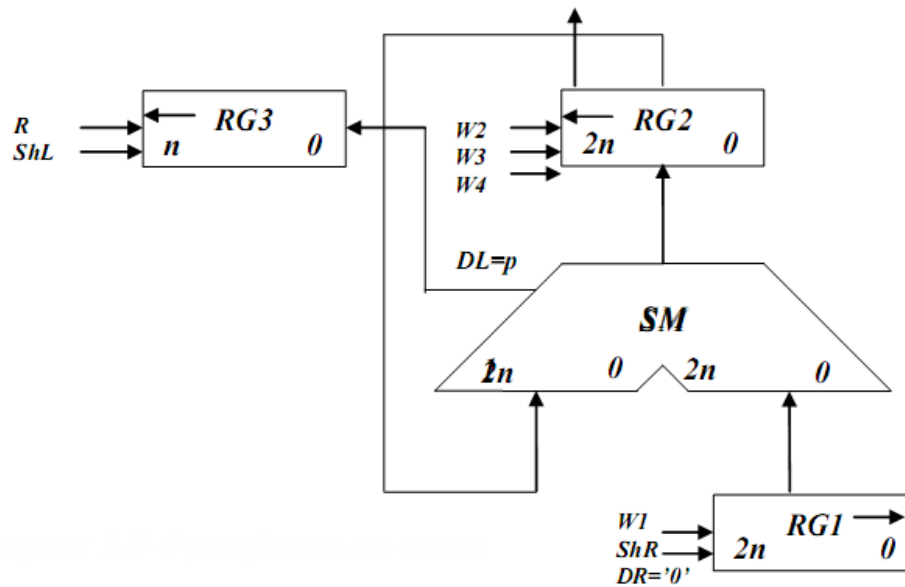 R
ShL
RG3
n 0
W2
W3
W4
RG2
2n 0
DL=p
SM
2n 0 2n 0
W1
ShR
DR='0'
RG1
2n 0